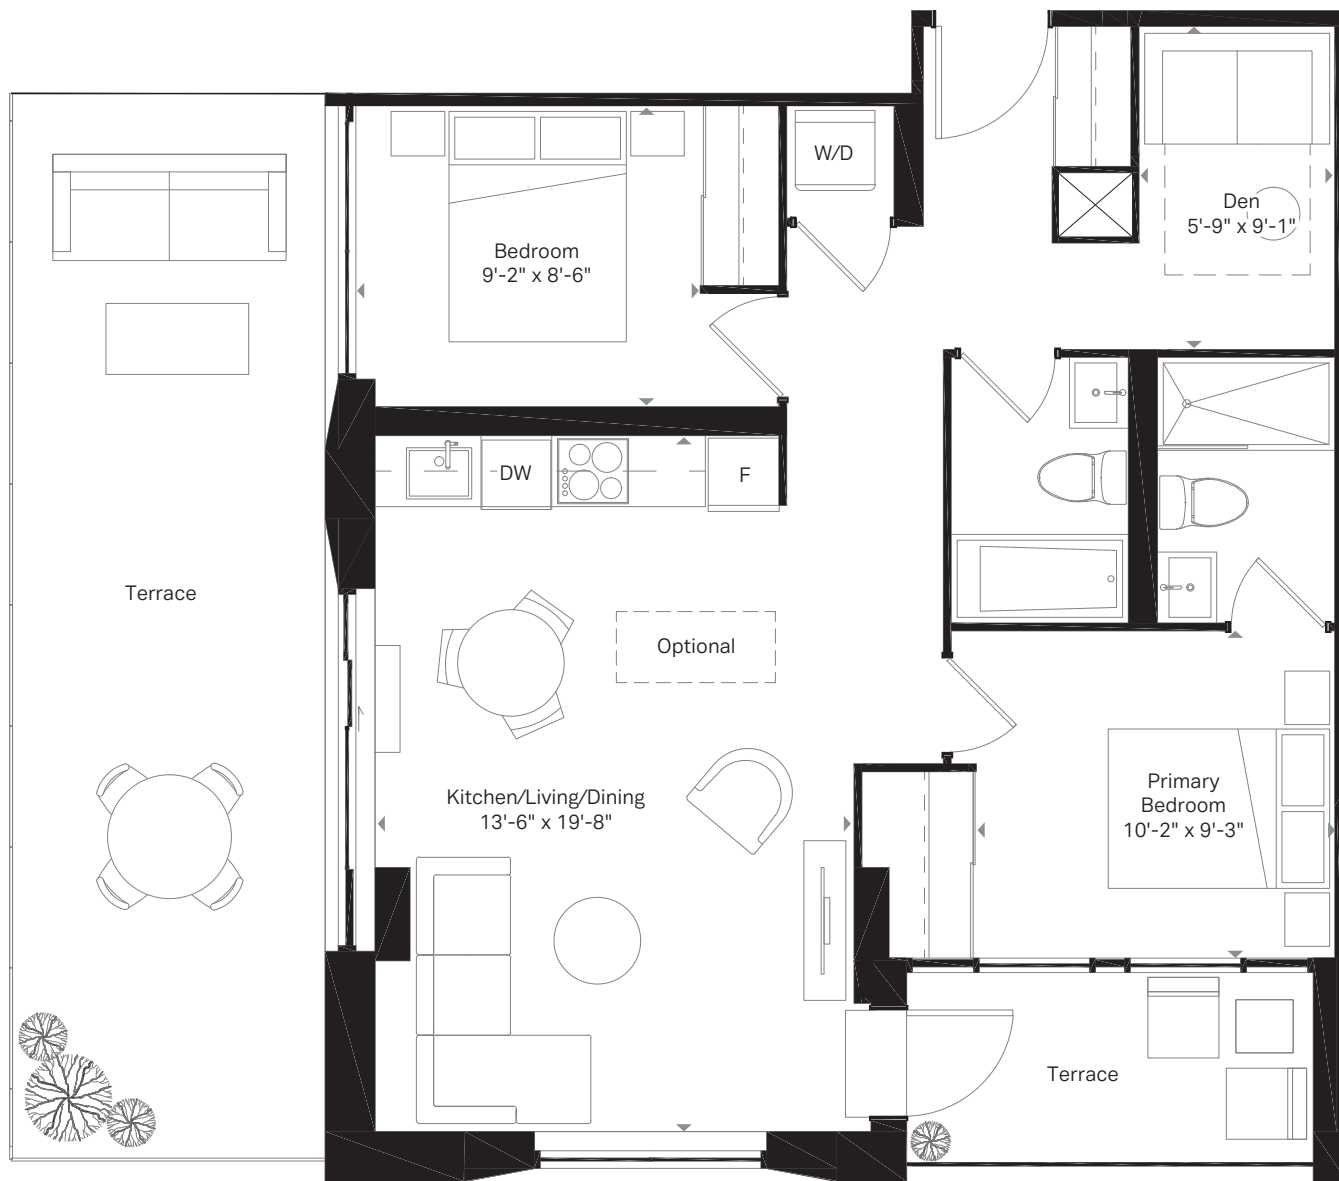 W/D
Den
5'-9" x 9'-1"
Bedroom
9'-2" x 8'-6"
DW
F
Terrace
Optional
Kitchen/Living/Dining
13'-6" x 19'-8"
Primary
Bedroom
10'-2" x 9'-3"
Terrace